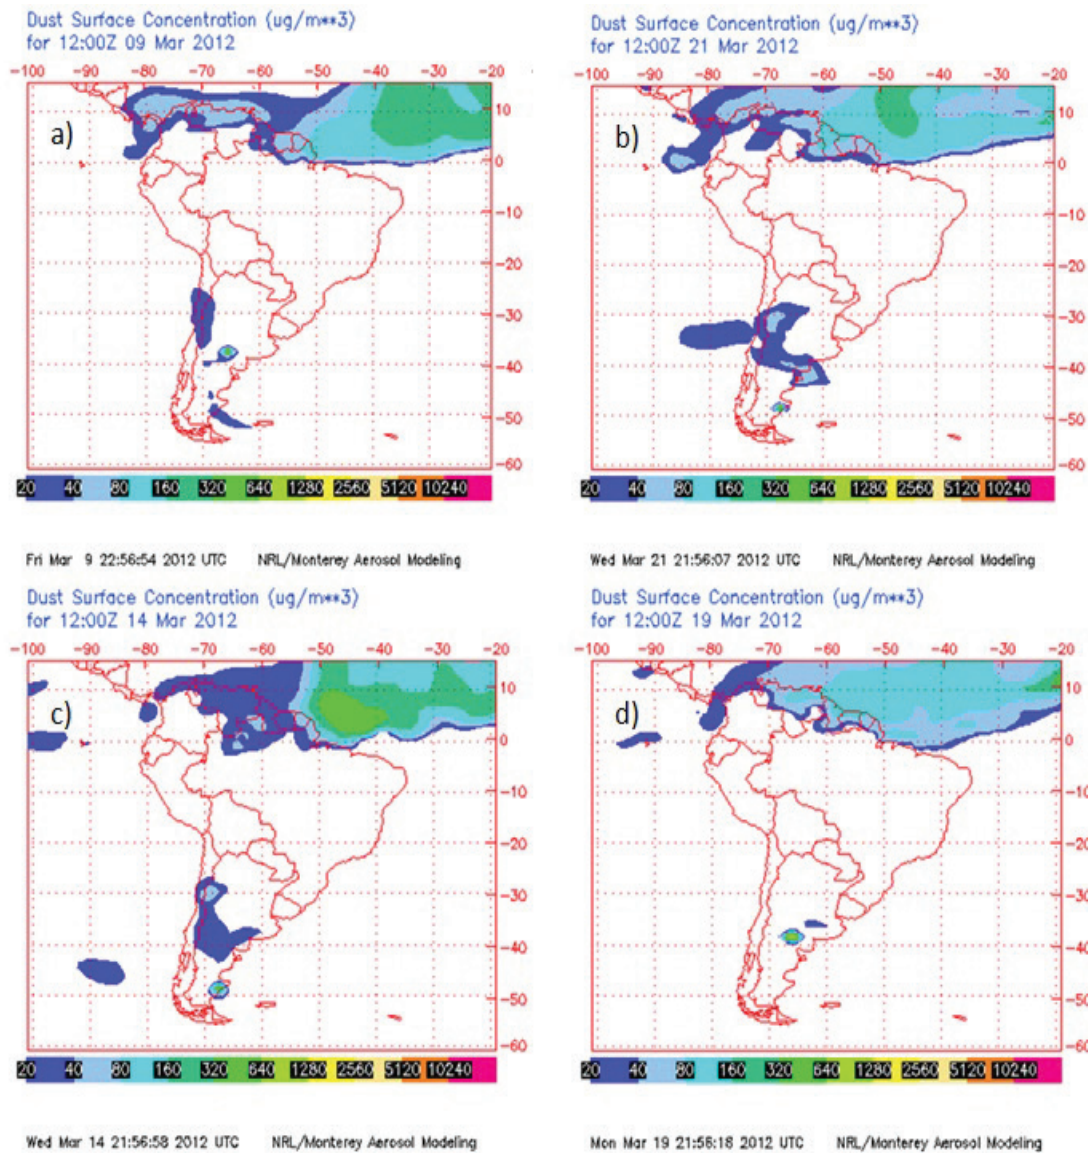 Dust Surface Concentration (ug/m**3)
for 12:00Z 09 Mar 2012
-100 -90 -80 -70 -60 -50 -40 -30 -20
a)
10
0
-10
-20
-30
-40
-50
-60
20 40 80 160 320 640 1280 2560 5120 10240
Fri Mar 9 22:56:54 2012 UTC NRL/Monterey Aerosol Modeling
Dust Surface Concentration (ug/m**3)
for 12:00Z 21 Mar 2012
-100 -90 -80 -70 -60 -50 -40 -30 -20
b)
10
0
-10
-20
-30
-40
-50
-60
20 40 80 160 320 640 1280 2560 5120 10240
Wed Mar 21 21:56:07 2012 UTC NRL/Monterey Aerosol Modeling
Dust Surface Concentration (ug/m**3)
for 12:00Z 14 Mar 2012
-100 -90 -80 -70 -60 -50 -40 -30 -20
c)
10
0
-10
-20
-30
-40
-50
-60
20 40 80 160 320 640 1280 2560 5120 10240
Wed Mar 14 21:56:58 2012 UTC NRL/Monterey Aerosol Modeling
Dust Surface Concentration (ug/m**3)
for 12:00Z 19 Mar 2012
-100 -90 -80 -70 -60 -50 -40 -30 -20
d)
10
0
-10
-20
-30
-40
-50
-60
20 40 80 160 320 640 1280 2560 5120 10240
Mon Mar 19 21:56:18 2012 UTC NRL/Monterey Aerosol Modeling